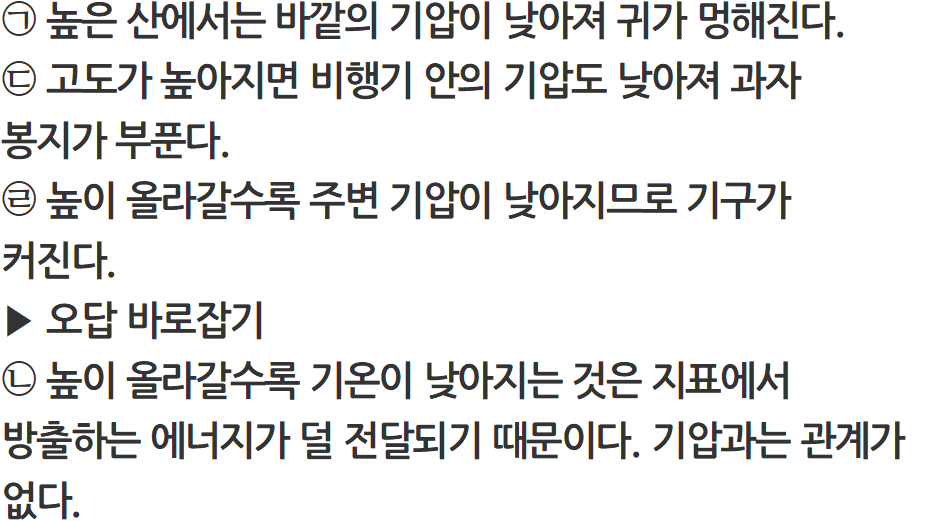 ㉠ 높은 산에서는 바깥의 기압이 낮아져 귀가 멍해진다.
㉢ 고도가 높아지면 비행기 안의 기압도 낮아져 과자
봉지가 부푼다.
㉣ 높이 올라갈수록 주변 기압이 낮아지므로 기구가
커진다.
▶ 오답 바로잡기
㉡ 높이 올라갈수록 기온이 낮아지는 것은 지표에서
방출하는 에너지가 덜 전달되기 때문이다. 기압과는 관계가
없다.